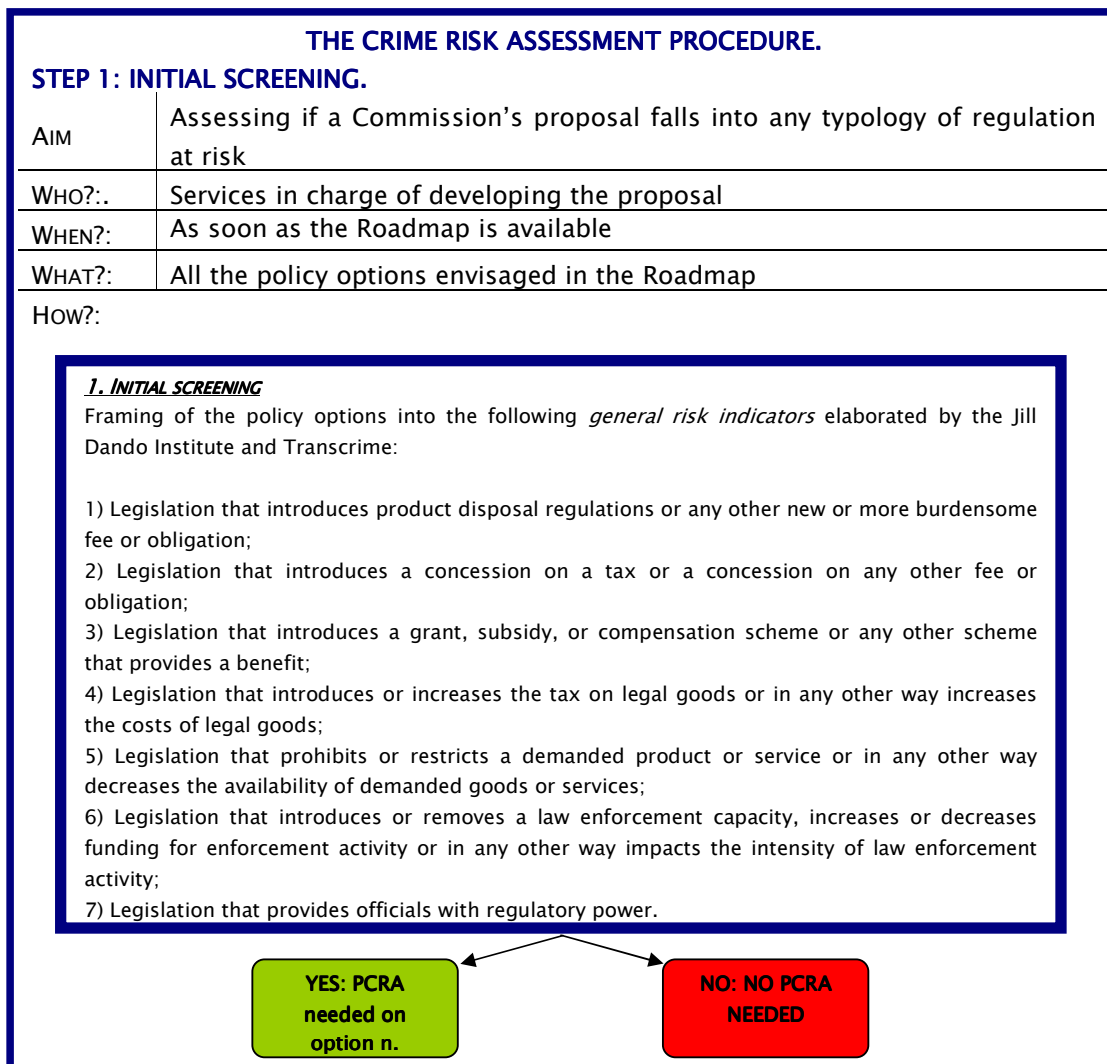 THE CRIME RISK ASSESSMENT PROCEDURE.
STEP 1: INITIAL SCREENING.
AIM
Assessing if a Commission's proposal falls into any typology of regulation
at risk
WHO?:.
Services in charge of developing the proposal
WHEN?:
As soon as the Roadmap is available
WHAT?:
All the policy options envisaged in the Roadmap
HOW?:
1. INITIAL SCREENING
Framing of the policy options into the following general risk indicators elaborated by the Jill
Dando Institute and Transcrime:
1) Legislation that introduces product disposal regulations or any other new or more burdensome
fee or obligation;
2) Legislation that introduces a concession on a tax or a concession on any other fee or
obligation;
3) Legislation that introduces a grant, subsidy, or compensation scheme or any other scheme
that provides a benefit;
4) Legislation that introduces or increases the tax on legal goods or in any other way increases
the costs of legal goods;
5) Legislation that prohibits or restricts a demanded product or service or in any other way
decreases the availability of demanded goods or services;
6) Legislation that introduces or removes a law enforcement capacity, increases or decreases
funding for enforcement activity or in any other way impacts the intensity of law enforcement
activity;
7) Legislation that provides officials with regulatory power.
YES: PCRA
needed on
option n.
NO: NO PCRA
NEEDED